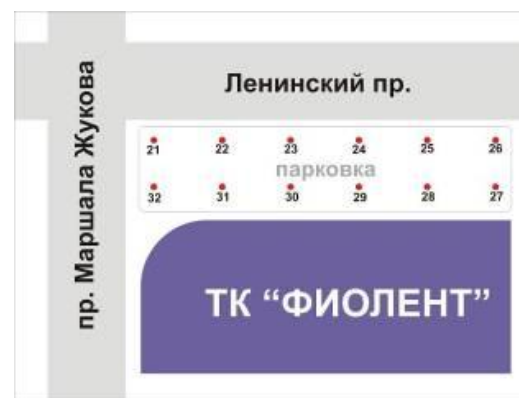 Ленинский пр.
пр. Маршала Жукова
21 22 23 24 25 26
парковка
32 31 30 29 28 27
ТК “ФИОЛЕНТ”